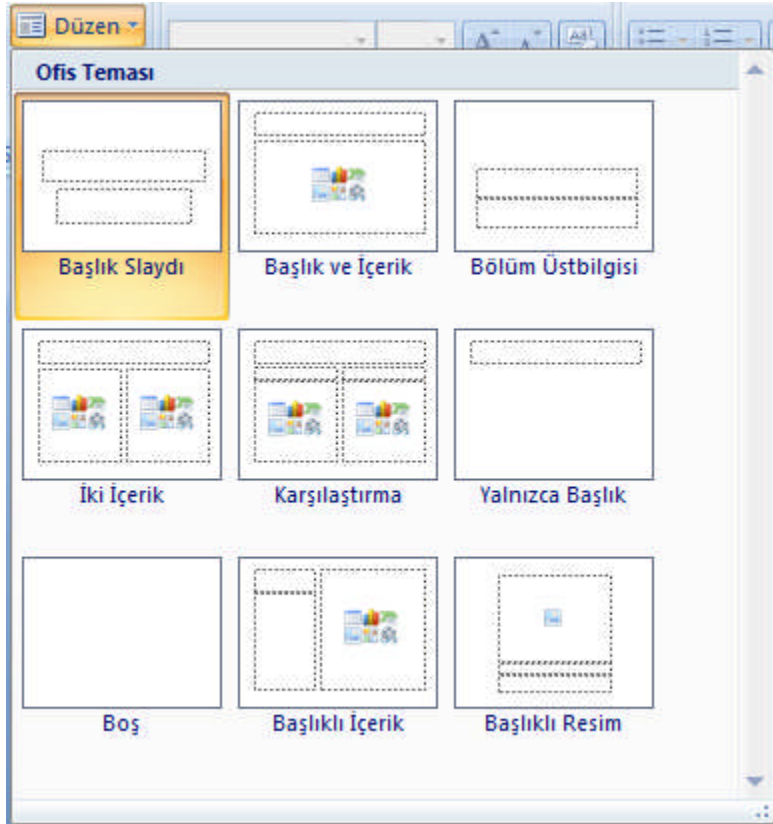 Düzen
Ofis Teması
Başlık Slaydı
Başlık ve İçerik
Bölüm Üstbilgisi
İki İçerik
Karşılaştırma
Yalnızca Başlık
Boş
Başlıklı İçerik
Başlıklı Resim